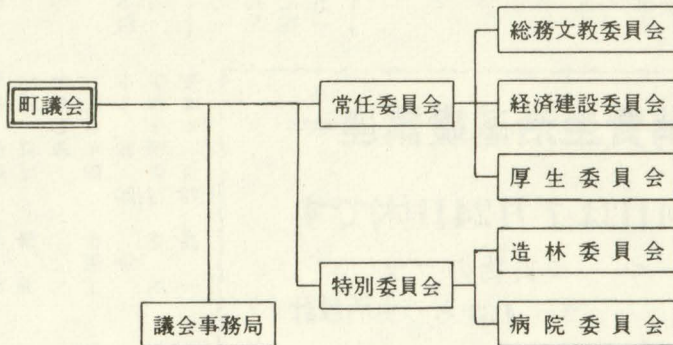 町議会
常任委員会
総務文教委員会
経済建設委員会
厚生委員会
特別委員会
造林委員会
病院委員会
議会事務局